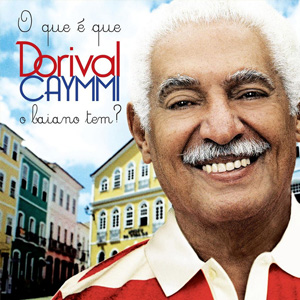 O que é que
Dorival
CAYMMI
o baiano tem?